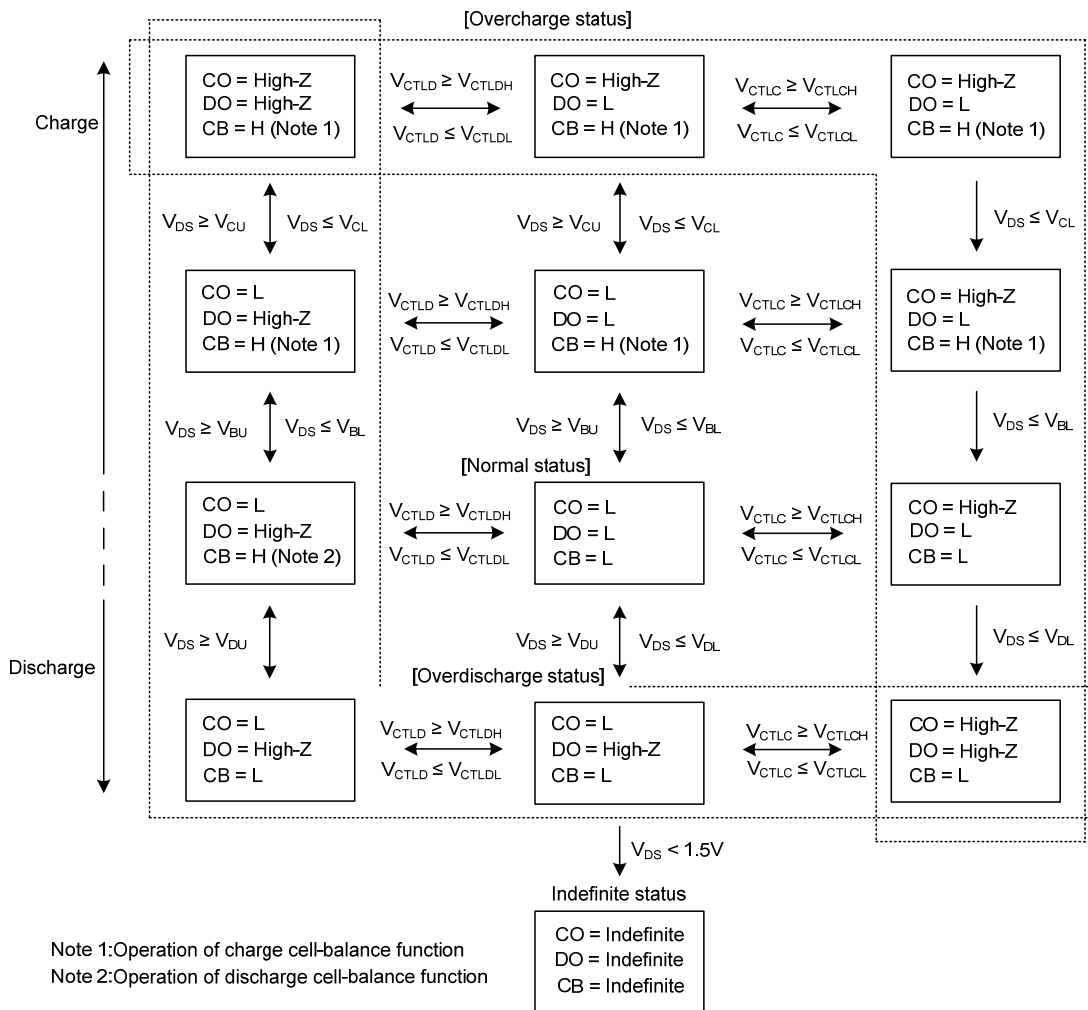 [Overcharge status]
Charge
CO = High-Z
DO = High-Z
CB = H (Note 1)
VCTLD ≥ VCTLDH
VCTLD ≤ VCTLDL
CO = High-Z
DO = L
CB = H (Note 1)
VCTLC ≥ VCTLCH
VCTLC ≤ VCTLCL
CO = High-Z
DO = L
CB = H (Note 1)
VDS ≥ VCU
VDS ≤ VCL
VDS ≥ VCU
VDS ≤ VCL
VDS ≤ VCL
CO = L
DO = High-Z
CB = H (Note 1)
VCTLD ≥ VCTLDH
VCTLD ≤ VCTLDL
CO = L
DO = L
CB = H (Note 1)
VCTLC ≥ VCTLCH
VCTLC ≤ VCTLCL
CO = High-Z
DO = L
CB = H (Note 1)
VDS ≥ VBU
VDS ≤ VBL
VDS ≥ VBU
VDS ≤ VBL
VDS ≤ VBL
[Normal status]
CO = L
DO = High-Z
CB = H (Note 2)
VCTLD ≥ VCTLDH
VCTLD ≤ VCTLDL
CO = L
DO = L
CB = L
VCTLC ≥ VCTLCH
VCTLC ≤ VCTLCL
CO = High-Z
DO = L
CB = L
Discharge
VDS ≥ VDU
VDS ≥ VDU
VDS ≤ VDL
VDS ≤ VDL
[Overdischarge status]
CO = L
DO = High-Z
CB = L
VCTLD ≥ VCTLDH
VCTLD ≤ VCTLDL
CO = L
DO = High-Z
CB = L
VCTLC ≥ VCTLCH
VCTLC ≤ VCTLCL
CO = High-Z
DO = High-Z
CB = L
VDS < 1.5V
Indefinite status
CO = Indefinite
DO = Indefinite
CB = Indefinite
Note 1:Operation of charge cell-balance function
Note 2:Operation of discharge cell-balance function